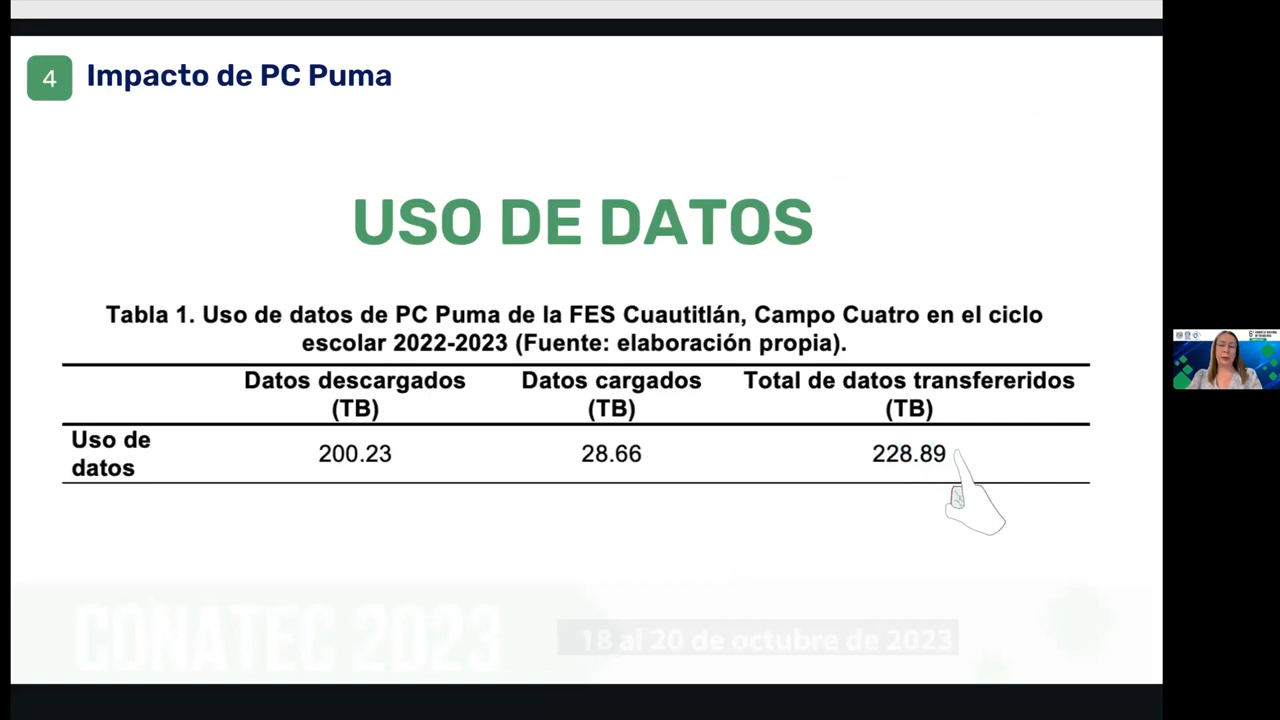 4 Impacto de PC Puma
USO DE DATOS
Tabla 1. Uso de datos de PC Puma de la FES Cuautitlán, Campo Cuatro en el ciclo
escolar 2022-2023 (Fuente: elaboración propia).
Datos descargados Datos cargados Total de datos transfereridos
(TB) (TB) (TB)
Uso de
datos 200.23 28.66 228.89
CONATEC 2023 18 al 20 de octubre de 2023